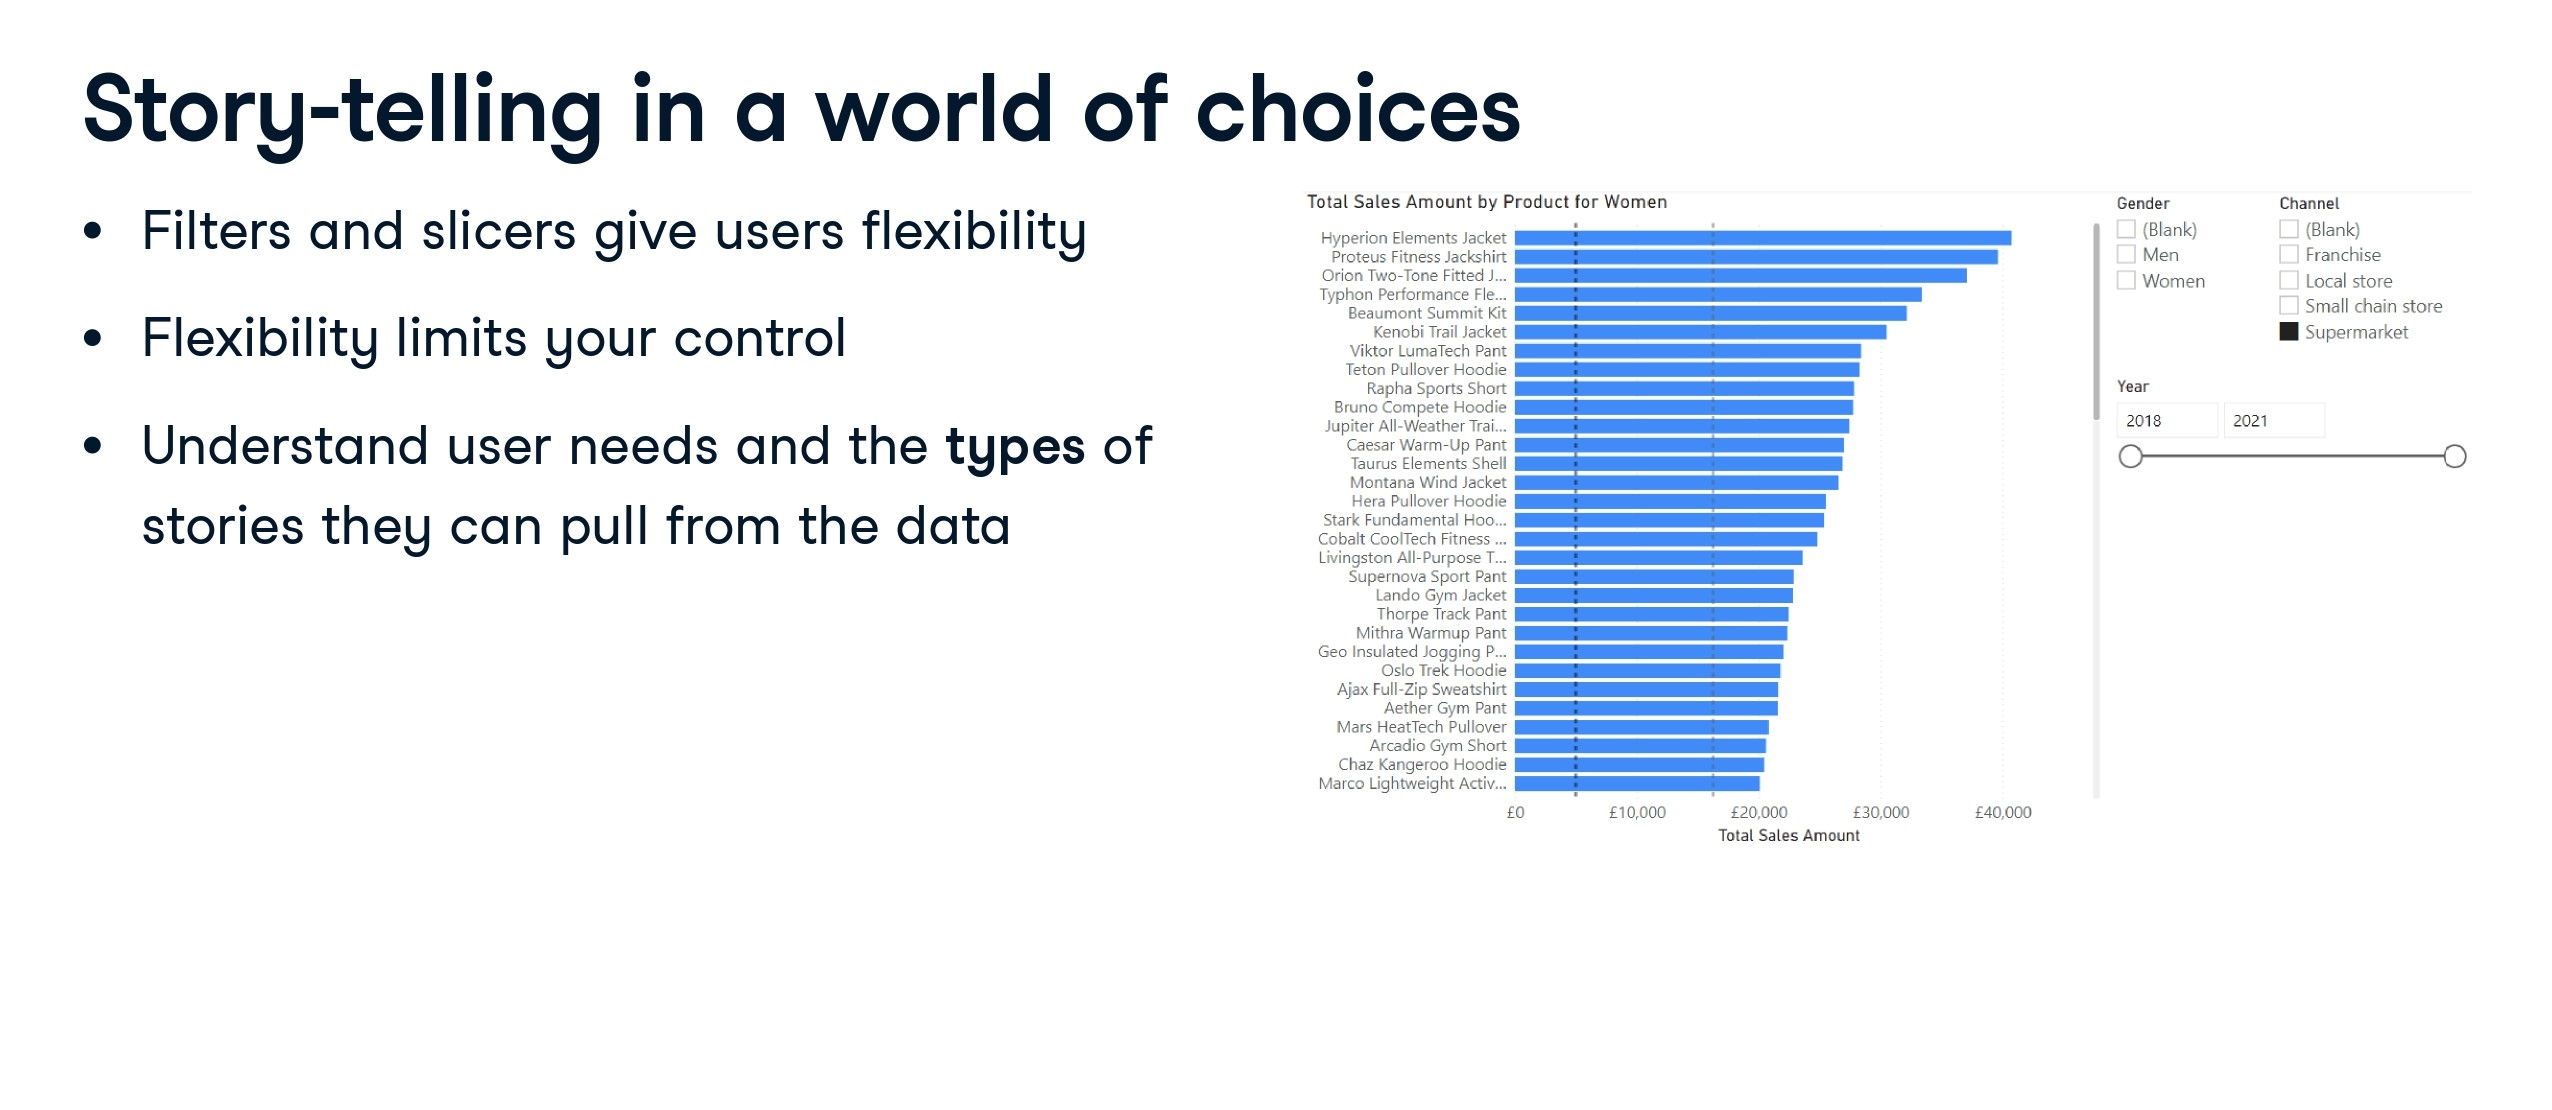 Story-telling in a world of choices
• Filters and slicers give users flexibility
• Flexibility limits your control
• Understand user needs and the types of
stories they can pull from the data
Total Sales Amount by Product for Women
Hyperion Elements Jacket
Proteus Fitness Jackshirt
Orion Two-Tone Fitted J...
Typhon Performance Fle...
Beaumont Summit Kit
Kenobi Trail Jacket
Viktor LumaTech Pant
Teton Pullover Hoodie
Rapha Sports Short
Bruno Compete Hoodie
Jupiter All-Weather Trai...
Caesar Warm-Up Pant
Taurus Elements Shell
Montana Wind Jacket
Hera Pullover Hoodie
Stark Fundamental Hoo...
Cobalt CoolTech Fitness ...
Livingston All-Purpose T...
Supernova Sport Pant
Lando Gym Jacket
Thorpe Track Pant
Mithra Warmup Pant
Geo Insulated Jogging P...
Oslo Trek Hoodie
Ajax Full-Zip Sweatshirt
Aether Gym Pant
Mars HeatTech Pullover
Arcadio Gym Short
Chaz Kangeroo Hoodie
Marco Lightweight Activ...
£0 £10,000 £20,000 £30,000 £40,000
Total Sales Amount
Gender
(Blank)
Men
Women
Channel
(Blank)
Franchise
Local store
Small chain store
Supermarket
Year
2018 2021